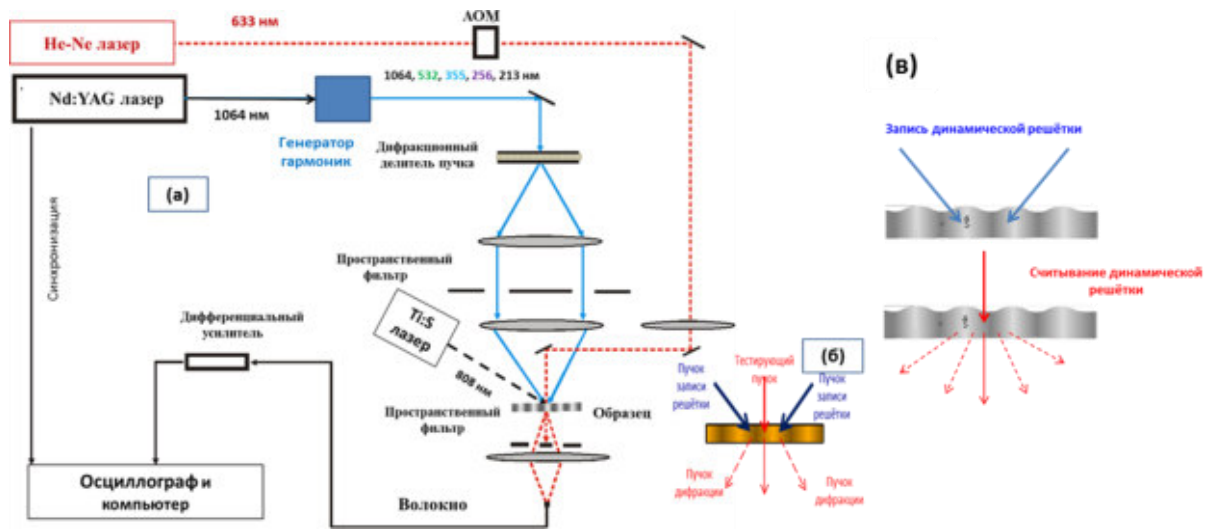 633 нм
АОМ
He-Ne лазер
(в)
1064, 532, 355, 256, 213 нм
Nd:YAG лазер
1064 нм
Генератор
гармоник
Дифракционный
делитель пучка
Запись динамической решётки
(а)
Синхронизация
Пространственный
фильтр
Считывание динамической
решётки
Дифференциальный
усилитель
Ti:S
лазер
808 нм
(б)
Тестирующий
пучок
Пучок
записи
решётки
Пучок
записи
решётки
Пространственный
фильтр
Образец
Пучок
дифракции
Пучок
дифракции
Осциллограф и
компьютер
Волокно